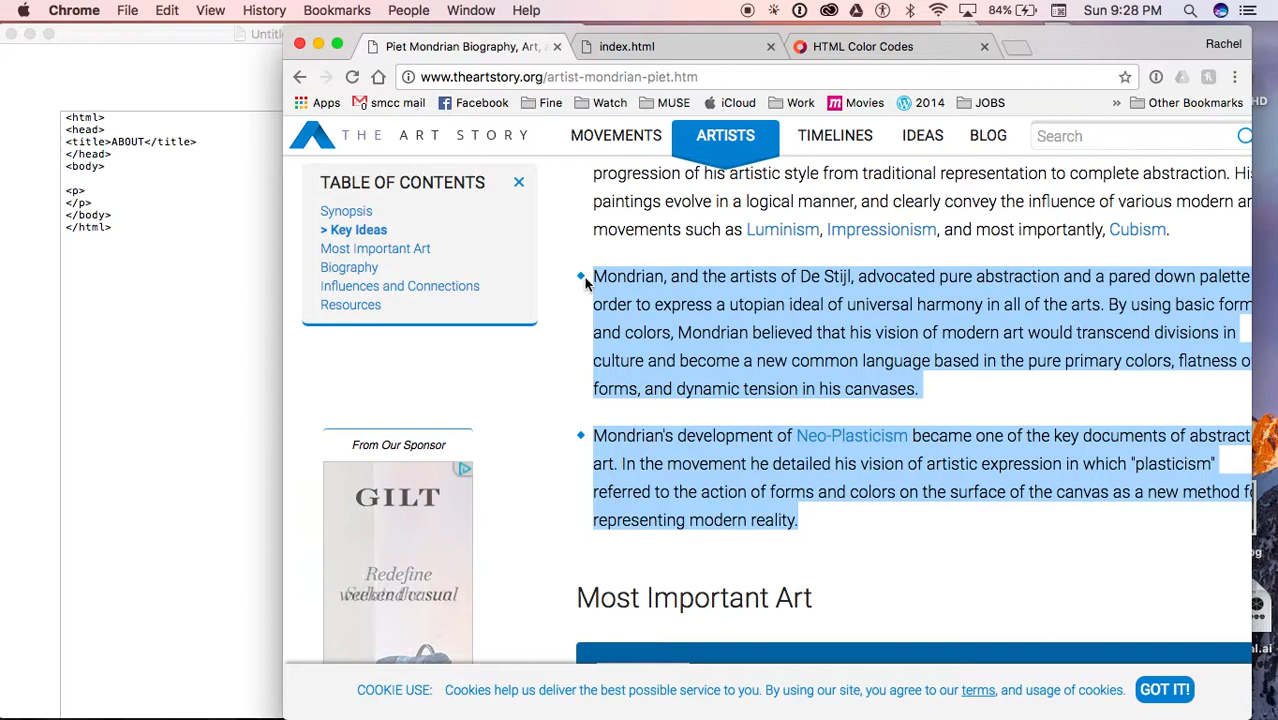 Chrome File Edit View History Bookmarks People Window Help 84% Sun 9:28 PM
Untitl
Piet Mondrian Biography, Art, index.html HTML Color Codes Rachel
www.theartstory.org/artist-mondrian-piet.htm
Apps smcc mail Facebook Fine Watch MUSE iCloud Work Movies 2014 JOBS » Other Bookmarks
<html>
<head>
<title>ABOUT</title>
</head>
<body>
<p>
</p>
</body>
</html>
THE ART STORY MOVEMENTS ARTISTS TIMELINES IDEAS BLOG Search
TABLE OF CONTENTS
Synopsis
> Key Ideas
Most Important Art
Biography
Influences and Connections
Resources
From Our Sponsor
GILT
Redefine
progression of his artistic style from traditional representation to complete abstraction. His
paintings evolve in a logical manner, and clearly convey the influence of various modern a
movements such as Luminism, Impressionism, and most importantly, Cubism.
Mondrian, and the artists of De Stijl, advocated pure abstraction and a pared down palette
order to express a utopian ideal of universal harmony in all of the arts. By using basic form
and colors, Mondrian believed that his vision of modern art would transcend divisions in
culture and become a new common language based in the pure primary colors, flatness o
forms, and dynamic tension in his canvases.
Mondrian's development of Neo-Plasticism became one of the key documents of abstract
art. In the movement he detailed his vision of artistic expression in which "plasticism"
referred to the action of forms and colors on the surface of the canvas as a new method fo
representing modern reality.
Most Important Art
COOKIE USE: Cookies help us deliver the best possible service to you. By using our site, you agree to our terms, and usage of cookies. GOT IT!
HD
og
al.ai